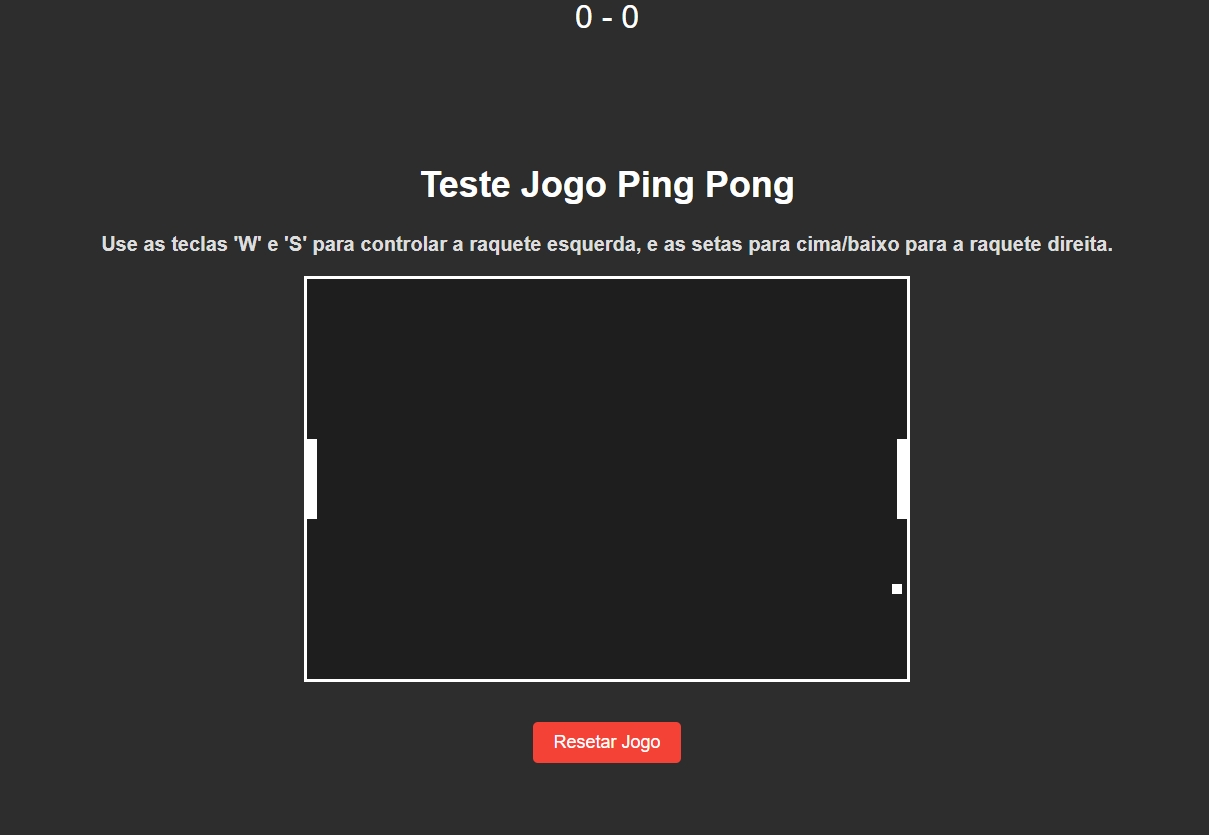 0 - 0
Teste Jogo Ping Pong
Use as teclas 'W' e 'S' para controlar a raquete esquerda, e as setas para cima/baixo para a raquete direita.
Resetar Jogo